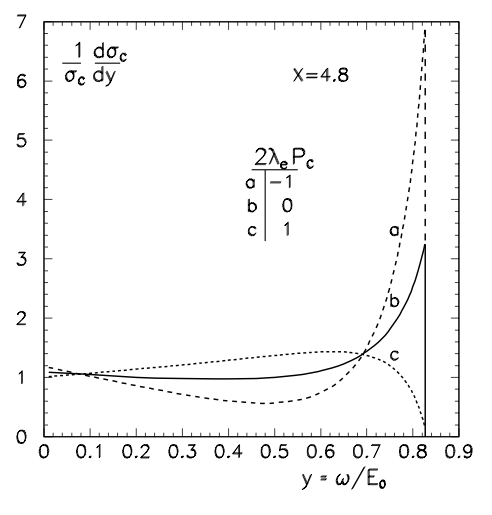 7
6
5
4
3
2
1
0
1 dσc
σc dy
X=4.8
2λePc
a −1
b 0
c 1
a
b
c
0 0.1 0.2 0.3 0.4 0.5 0.6 0.7 0.8 0.9
y = ω/E0